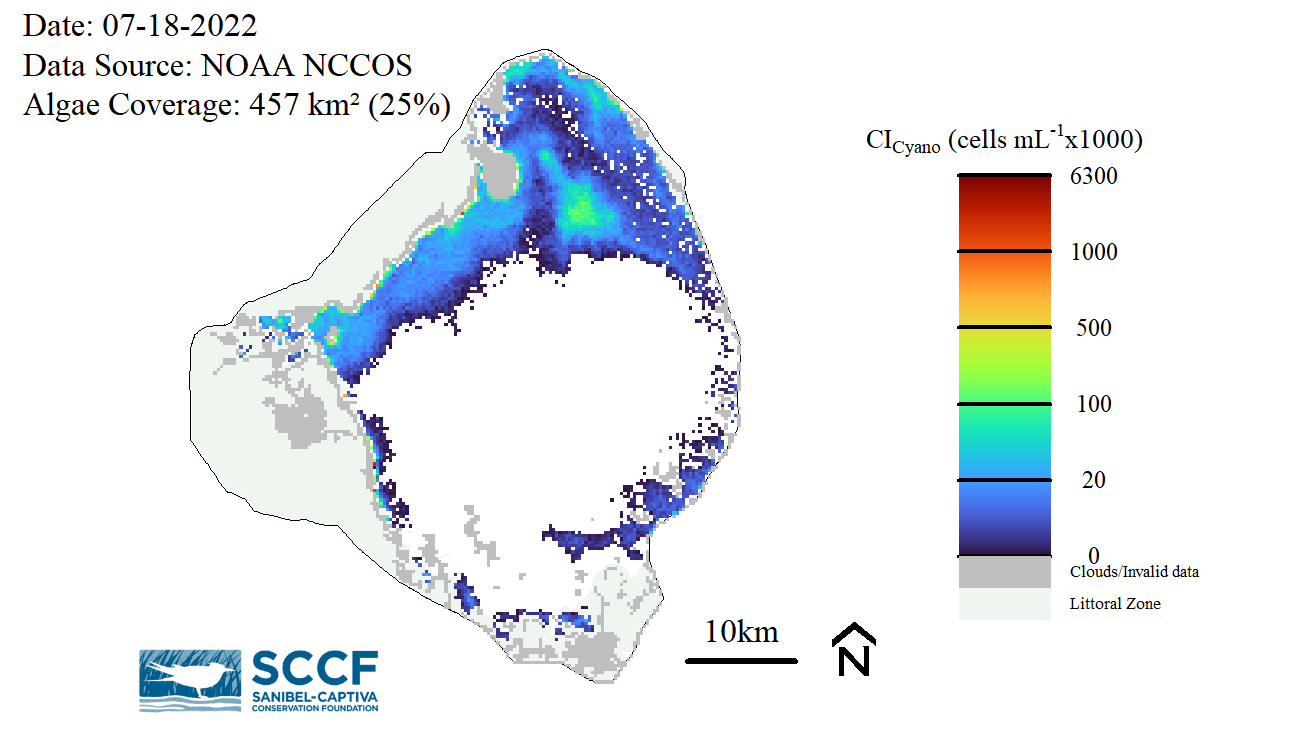 Date: 07-18-2022
Data Source: NOAA NCCOS
Algae Coverage: 457 km² (25%)
CI_Cyano (cells mL⁻¹x1000)
6300
1000
500
100
20
0
Clouds/Invalid data
Littoral Zone
10km
N
SCCF
SANIBEL-CAPTIVA
CONSERVATION FOUNDATION